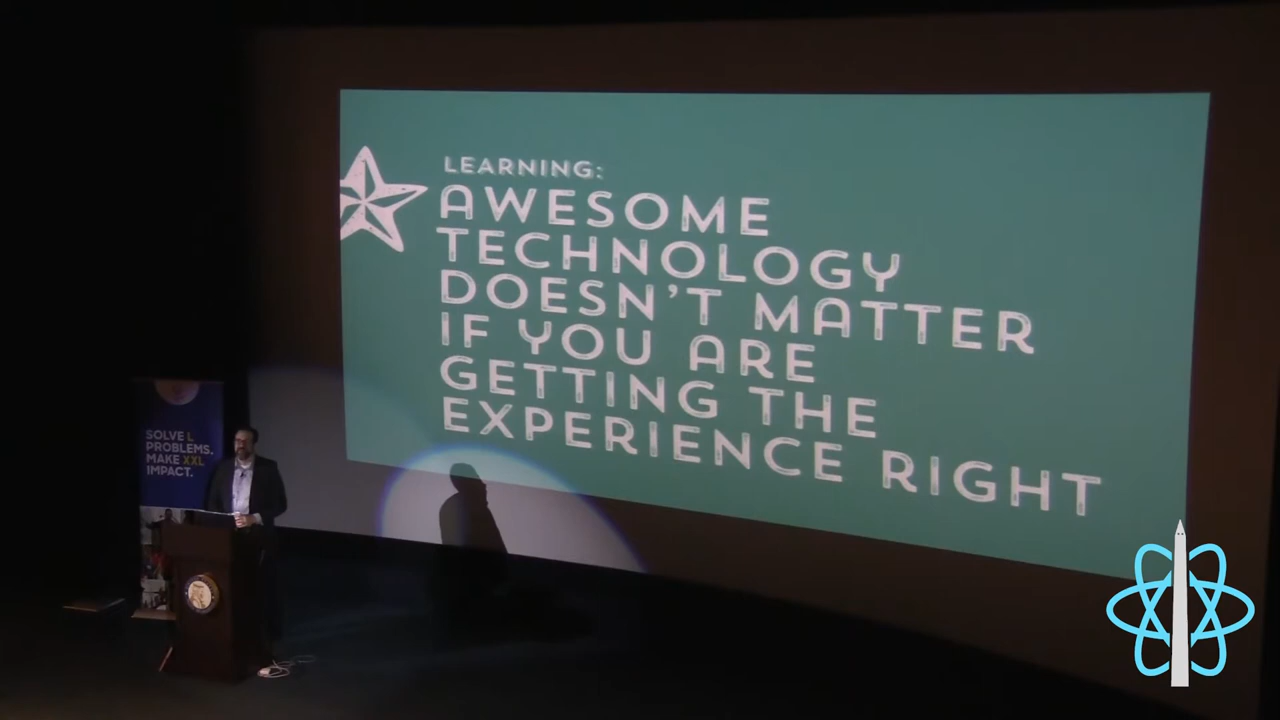 LEARNING:
AWESOME
TECHNOLOGY
DOESN'T MATTER
IF YOU ARE
GETTING THE
EXPERIENCE RIGHT
SOLVE L
PROBLEMS.
MAKE XXL
IMPACT.